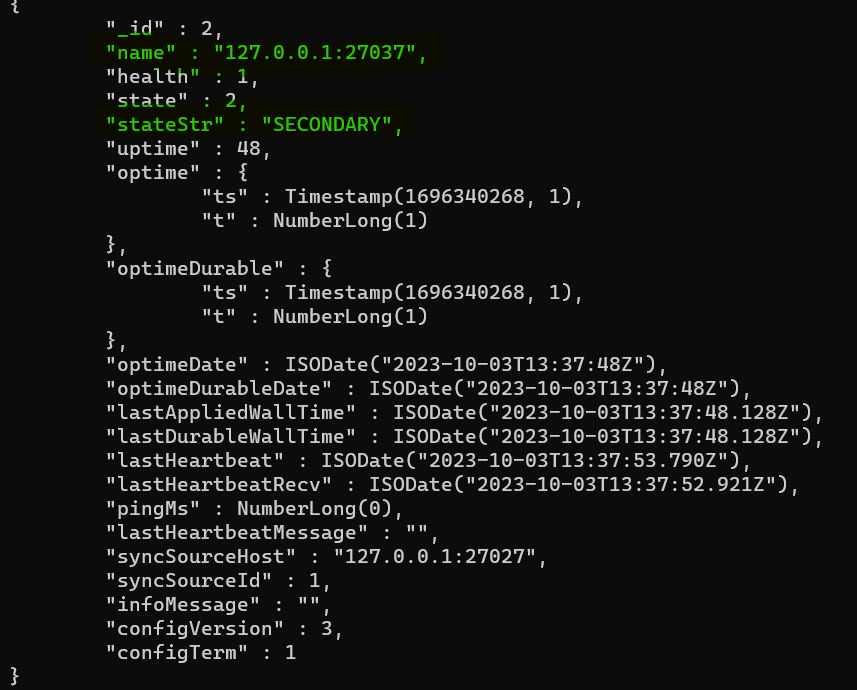 {
        "_id" : 2,
        "name" : "127.0.0.1:27037",
        "health" : 1,
        "state" : 2,
        "stateStr" : "SECONDARY",
        "uptime" : 48,
        "optime" : {
                "ts" : Timestamp(1696340268, 1),
                "t" : NumberLong(1)
        },
        "optimeDurable" : {
                "ts" : Timestamp(1696340268, 1),
                "t" : NumberLong(1)
        },
        "optimeDate" : ISODate("2023-10-03T13:37:48Z"),
        "optimeDurableDate" : ISODate("2023-10-03T13:37:48Z"),
        "lastAppliedWallTime" : ISODate("2023-10-03T13:37:48.128Z"),
        "lastDurableWallTime" : ISODate("2023-10-03T13:37:48.128Z"),
        "lastHeartbeat" : ISODate("2023-10-03T13:37:53.790Z"),
        "lastHeartbeatRecv" : ISODate("2023-10-03T13:37:52.921Z"),
        "pingMs" : NumberLong(0),
        "lastHeartbeatMessage" : "",
        "syncSourceHost" : "127.0.0.1:27027",
        "syncSourceId" : 1,
        "infoMessage" : "",
        "configVersion" : 3,
        "configTerm" : 1
}